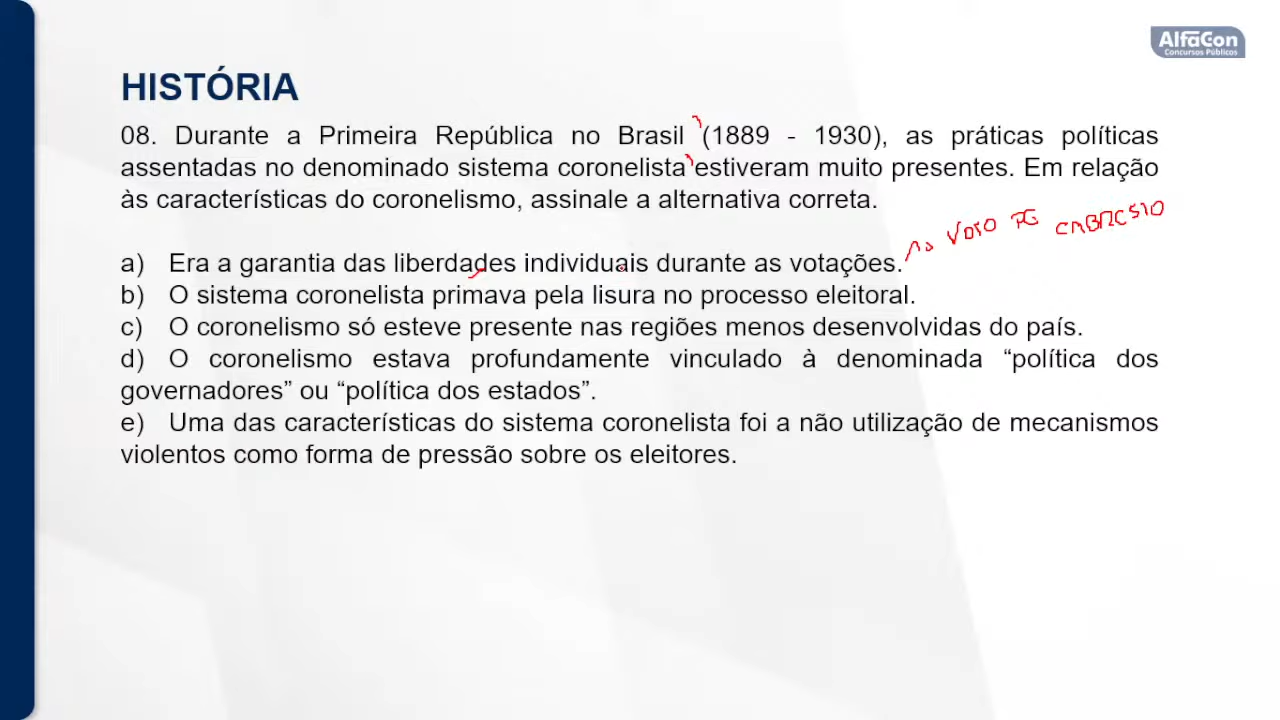 AlfaCon
Concursos Públicos
HISTÓRIA
08. Durante a Primeira República no Brasil (1889 - 1930), as práticas políticas
assentadas no denominado sistema coronelista estiveram muito presentes. Em relação
às características do coronelismo, assinale a alternativa correta.
VOTO DE CABRESTO
a) Era a garantia das liberdades individuais durante as votações.
b) O sistema coronelista primava pela lisura no processo eleitoral.
c) O coronelismo só esteve presente nas regiões menos desenvolvidas do país.
d) O coronelismo estava profundamente vinculado à denominada “política dos
governadores” ou “política dos estados”.
e) Uma das características do sistema coronelista foi a não utilização de mecanismos
violentos como forma de pressão sobre os eleitores.